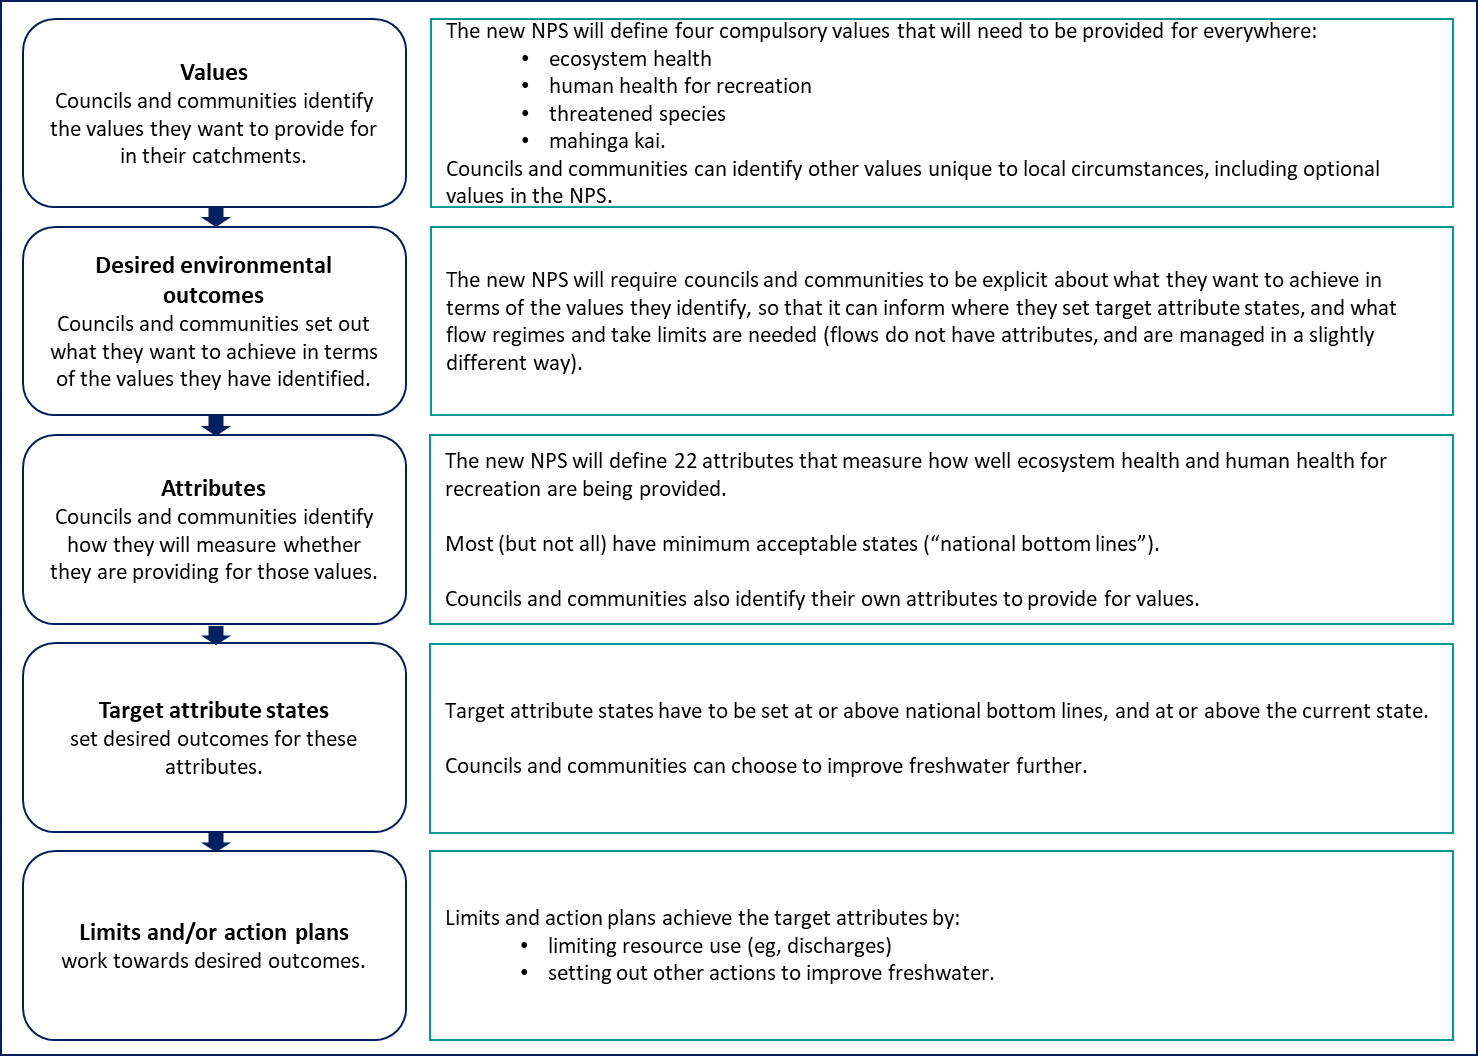 Values
Councils and communities identify
the values they want to provide for
in their catchments.
The new NPS will define four compulsory values that will need to be provided for everywhere:
• ecosystem health
• human health for recreation
• threatened species
• mahinga kai.
Councils and communities can identify other values unique to local circumstances, including optional
values in the NPS.
Desired environmental
outcomes
Councils and communities set out
what they want to achieve in terms
of the values they have identified.
The new NPS will require councils and communities to be explicit about what they want to achieve in
terms of the values they identify, so that it can inform where they set target attribute states, and what
flow regimes and take limits are needed (flows do not have attributes, and are managed in a slightly
different way).
Attributes
Councils and communities identify
how they will measure whether
they are providing for those values.
The new NPS will define 22 attributes that measure how well ecosystem health and human health for
recreation are being provided.
Most (but not all) have minimum acceptable states (“national bottom lines”).
Councils and communities also identify their own attributes to provide for values.
Target attribute states
set desired outcomes for these
attributes.
Target attribute states have to be set at or above national bottom lines, and at or above the current state.
Councils and communities can choose to improve freshwater further.
Limits and/or action plans
work towards desired outcomes.
Limits and action plans achieve the target attributes by:
• limiting resource use (eg, discharges)
• setting out other actions to improve freshwater.